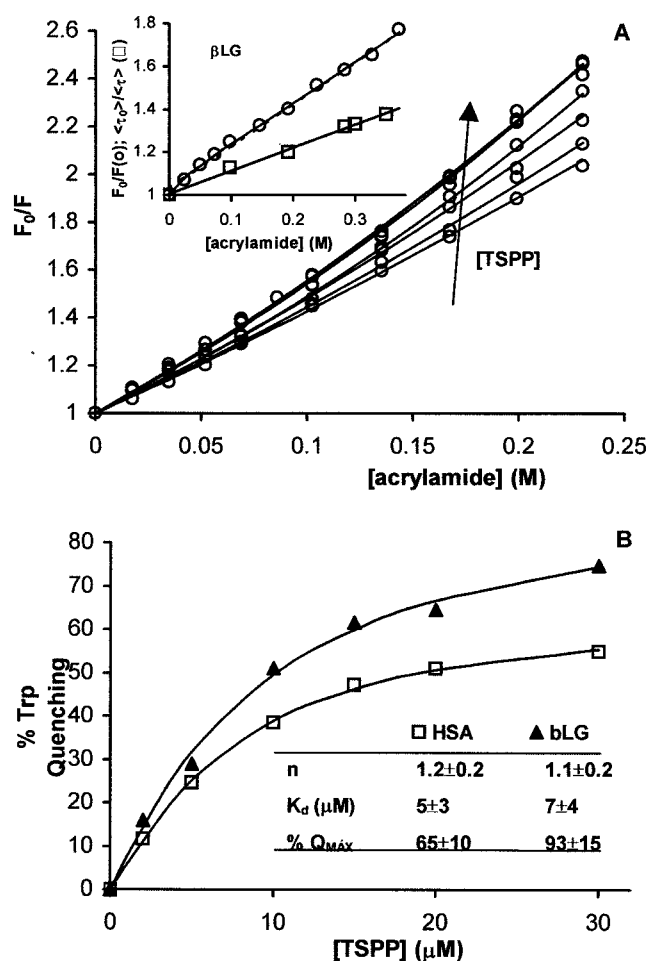 A
2.6
2.4
2.2
2.0
1.8
1.6
1.4
1.2
1
F₀/F
0
0.05
0.1
0.15
0.2
0.25
[acrylamide] (M)
[TSPP]
βLG
1.8
1.6
1.4
1.2
1
F₀/F(o); <τ₀>/<τ> (□)
0
0.1
0.2
0.3
[acrylamide] (M)
B
80
70
60
50
40
30
20
10
0
% Trp
Quenching
□ HSA ▲ bLG
n 1.2±0.2 1.1±0.2
K_d (μM) 5±3 7±4
% Q_MÁX 65±10 93±15
0
10
20
30
[TSPP] (μM)